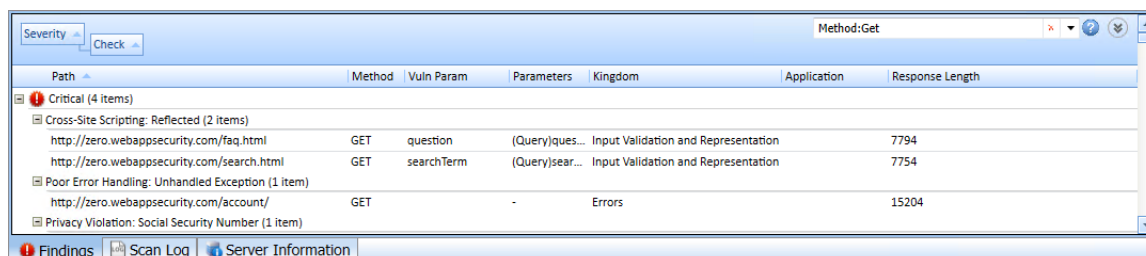 Severity
Check
Method:Get
Path Method Vuln Param Parameters Kingdom Application Response Length
Critical (4 items)
Cross-Site Scripting: Reflected (2 items)
http://zero.webappsecurity.com/faq.html GET question (Query)ques... Input Validation and Representation 7794
http://zero.webappsecurity.com/search.html GET searchTerm (Query)sear... Input Validation and Representation 7754
Poor Error Handling: Unhandled Exception (1 item)
http://zero.webappsecurity.com/account/ GET - Errors 15204
Privacy Violation: Social Security Number (1 item)
Findings Scan Log Server Information